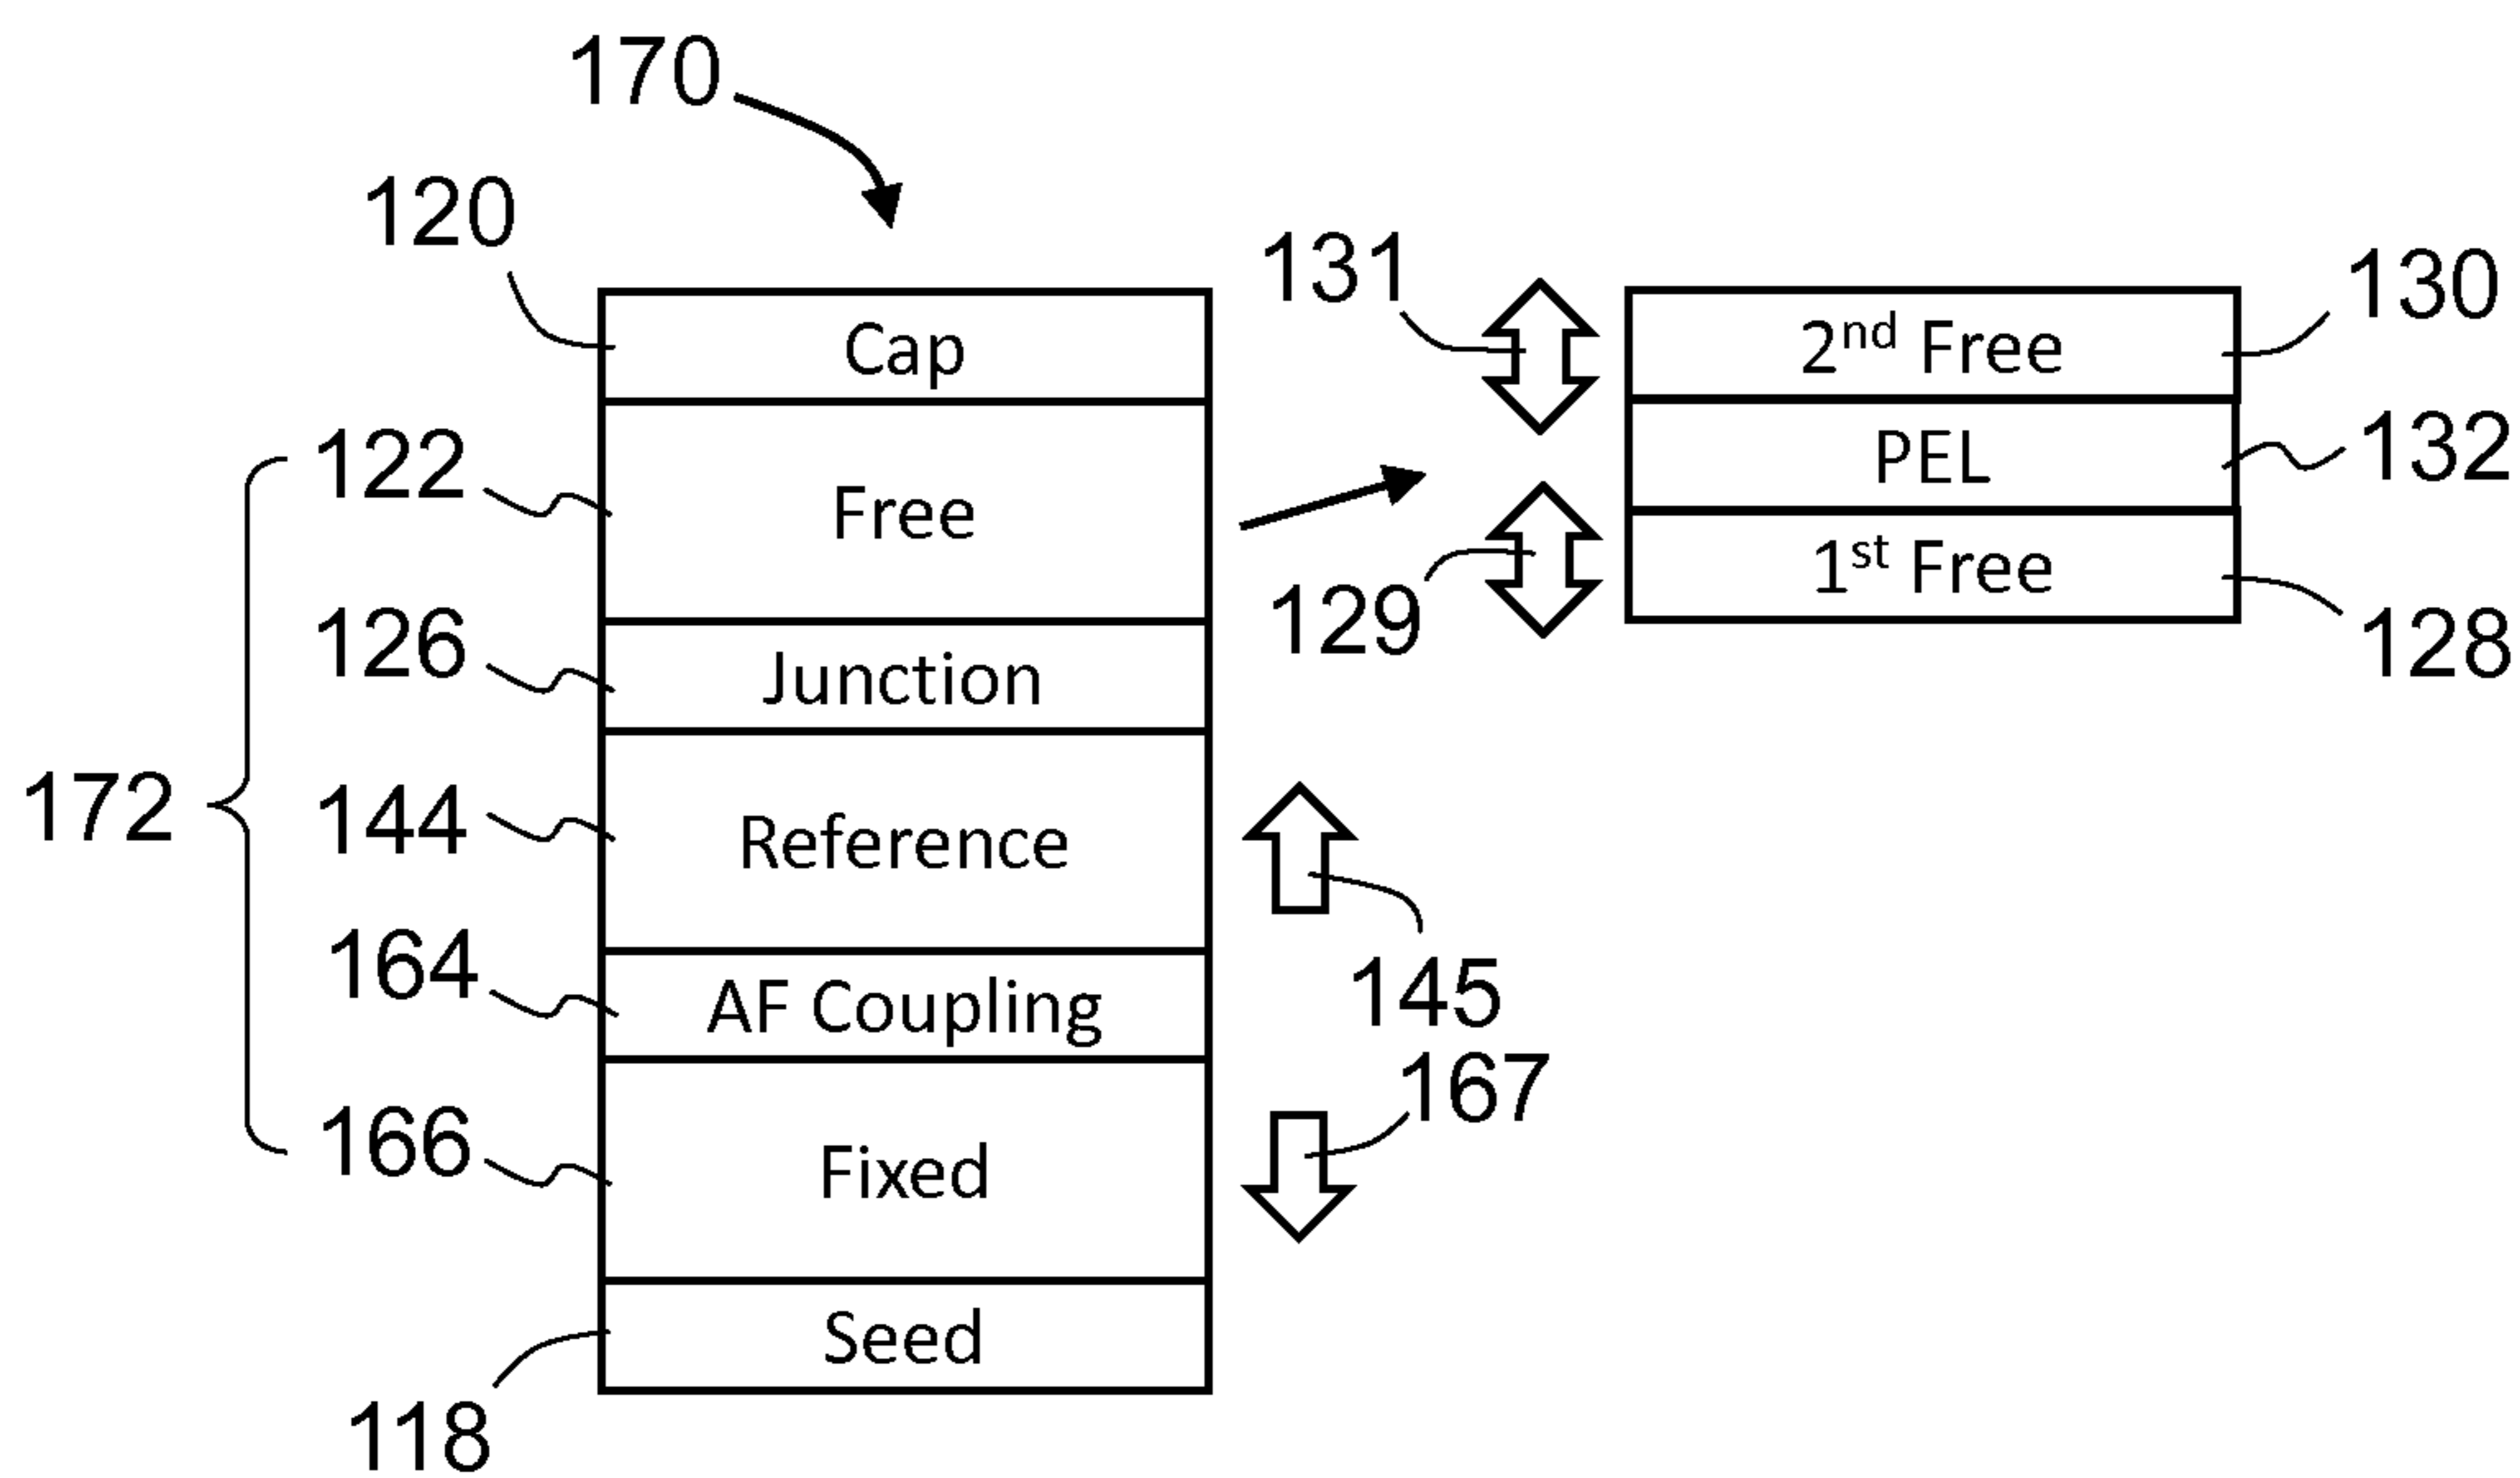 170
120
Cap
131
2nd Free
130
122
Free
PEL
132
129
1st Free
128
126
Junction
172
144
Reference
145
164
AF Coupling
167
166
Fixed
118
Seed